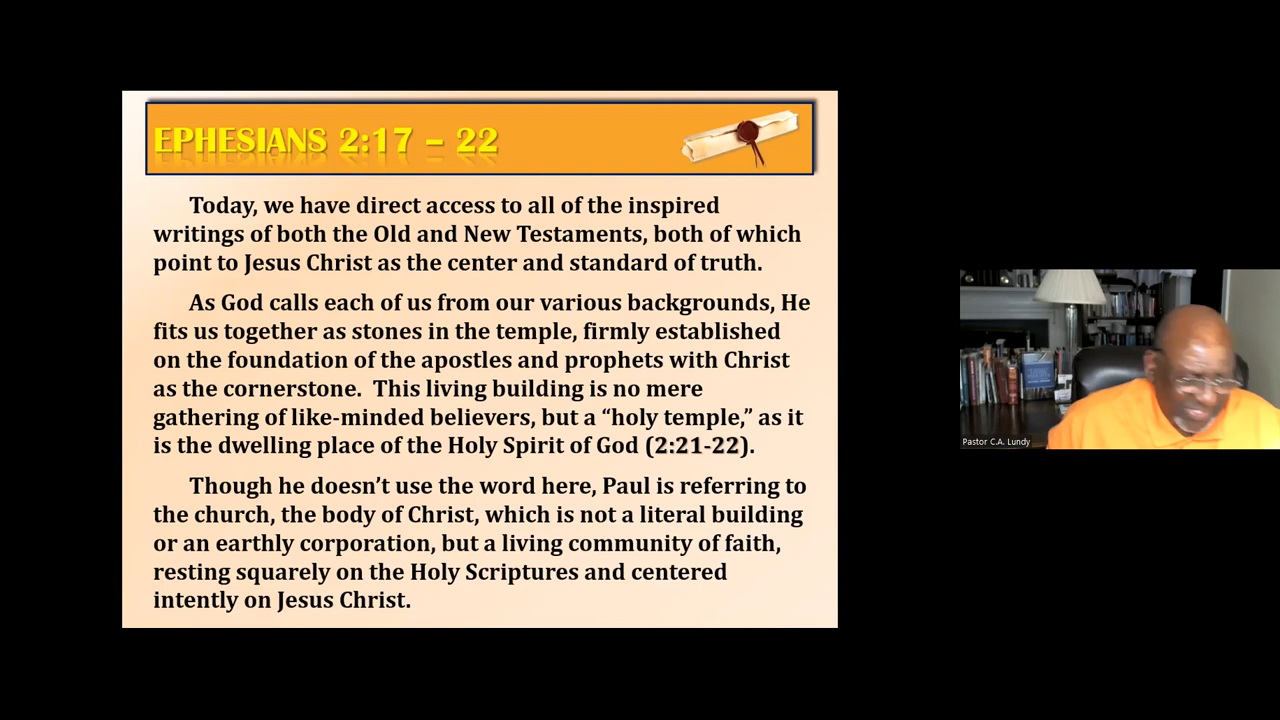 EPHESIANS 2:17 – 22
Today, we have direct access to all of the inspired
writings of both the Old and New Testaments, both of which
point to Jesus Christ as the center and standard of truth.
As God calls each of us from our various backgrounds, He
fits us together as stones in the temple, firmly established
on the foundation of the apostles and prophets with Christ
as the cornerstone.  This living building is no mere
gathering of like-minded believers, but a “holy temple,” as it
is the dwelling place of the Holy Spirit of God (2:21-22).
Though he doesn’t use the word here, Paul is referring to
the church, the body of Christ, which is not a literal building
or an earthly corporation, but a living community of faith,
resting squarely on the Holy Scriptures and centered
intently on Jesus Christ.
Pastor C.A. Lundy